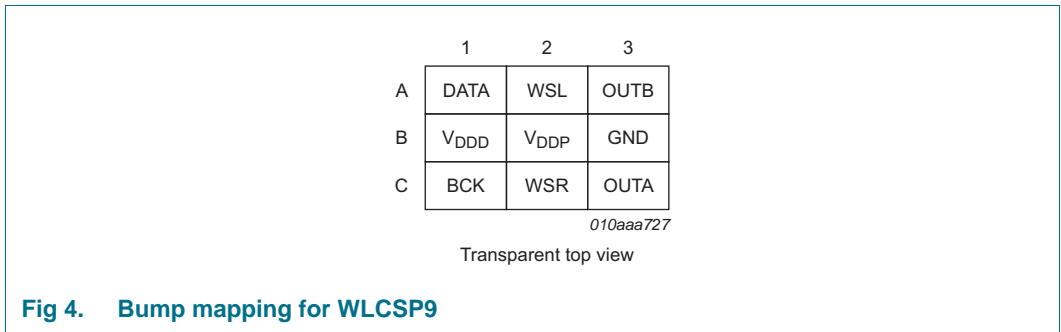 1 2 3
A DATA WSL OUTB
B VDDD VDDP GND
C BCK WSR OUTA
010aaa727
Transparent top view
Fig 4. Bump mapping for WLCSP9